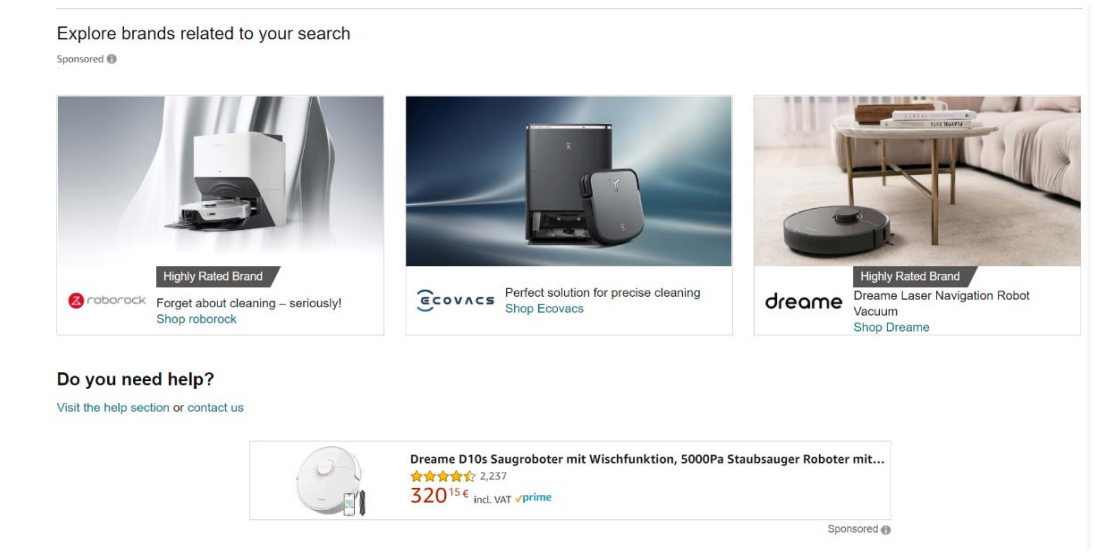 Explore brands related to your search
Sponsored
Highly Rated Brand
roborock
Forget about cleaning – seriously!
Shop roborock
ECOVACS
Perfect solution for precise cleaning
Shop Ecovacs
Highly Rated Brand
dreame
Dreame Laser Navigation Robot
Vacuum
Shop Dreame
Do you need help?
Visit the help section or contact us
Dreame D10s Saugroboter mit Wischfunktion, 5000Pa Staubsauger Roboter mit...
2,237
320 15 € incl. VAT prime
Sponsored